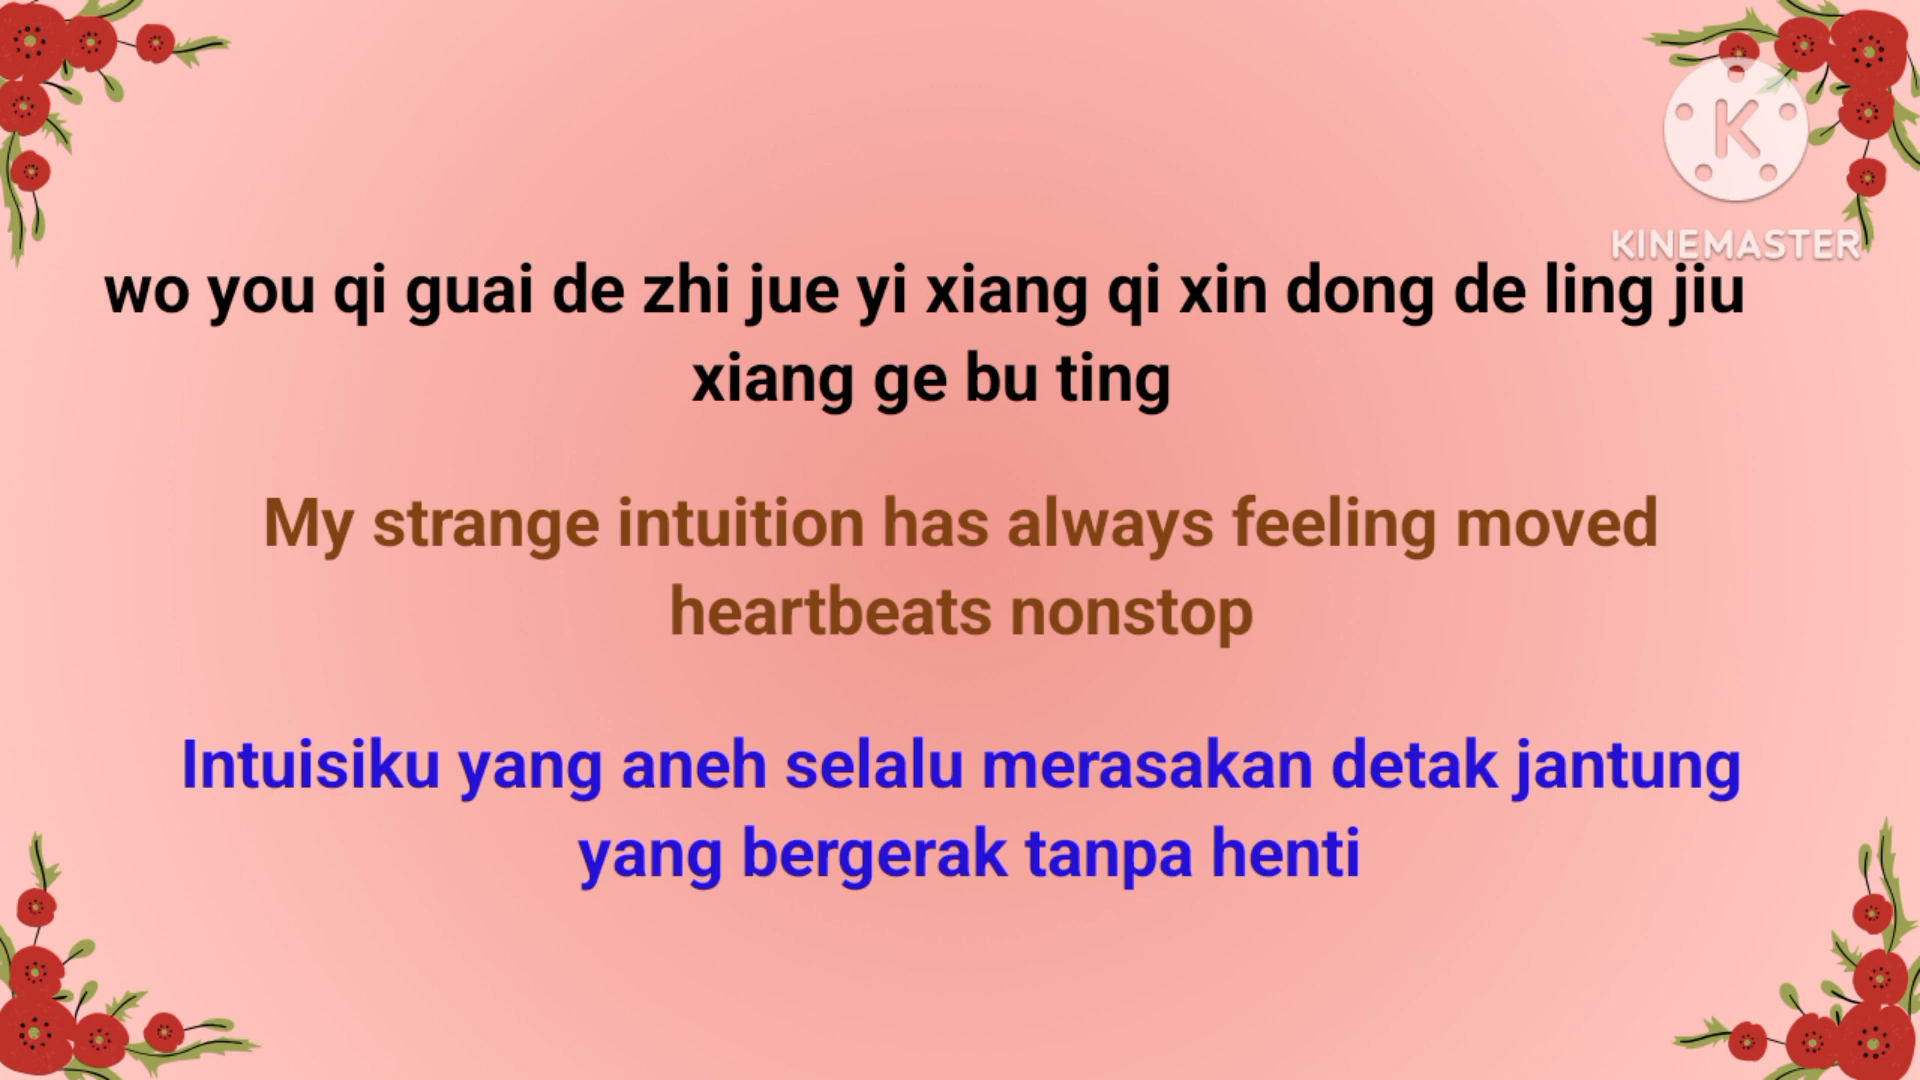 KINEMASTER
wo you qi guai de zhi jue yi xiang qi xin dong de ling jiu
xiang ge bu ting
My strange intuition has always feeling moved
heartbeats nonstop
Intuisiku yang aneh selalu merasakan detak jantung
yang bergerak tanpa henti